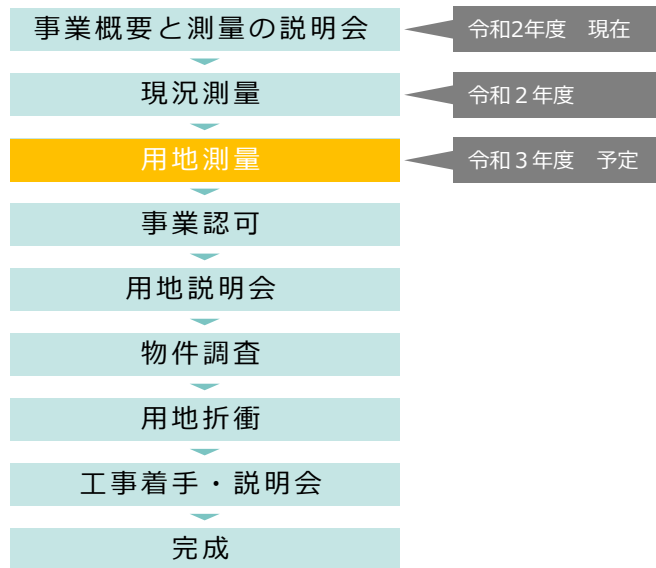 事業概要と測量の説明会
令和2年度　現在
現況測量
令和２年度
用地測量
令和３年度　予定
事業認可
用地説明会
物件調査
用地折衝
工事着手・説明会
完成